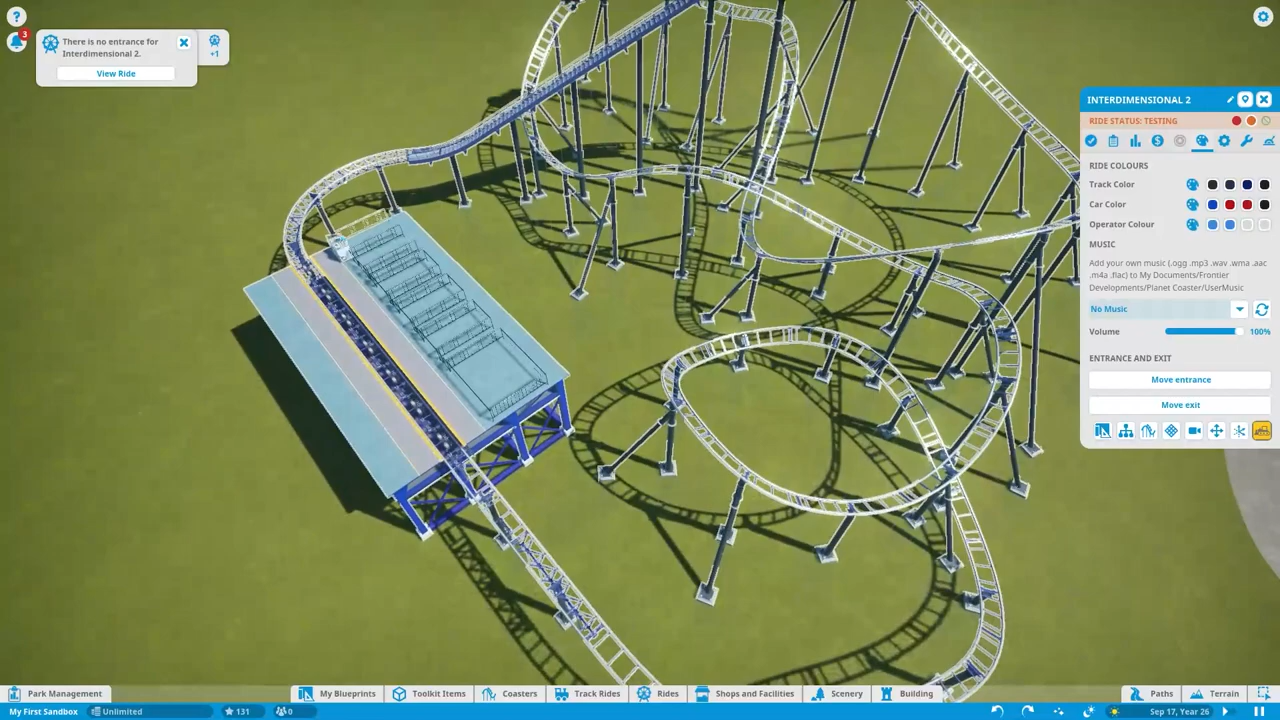 ?
3
There is no entrance for
Interdimensional 2.
View Ride
+1
INTERDIMENSIONAL 2
RIDE STATUS: TESTING
RIDE COLOURS
Track Color
Car Color
Operator Colour
MUSIC
Add your own music (.ogg .mp3 .wav .wma .aac
.m4a .flac) to My Documents/Frontier
Developments/Planet Coaster/UserMusic
No Music
Volume 100%
ENTRANCE AND EXIT
Move entrance
Move exit
Park Management My Blueprints Toolkit Items Coasters Track Rides Rides Shops and Facilities Scenery Building Paths Terrain
My First Sandbox Unlimited 131 0 Sep 17, Year 26